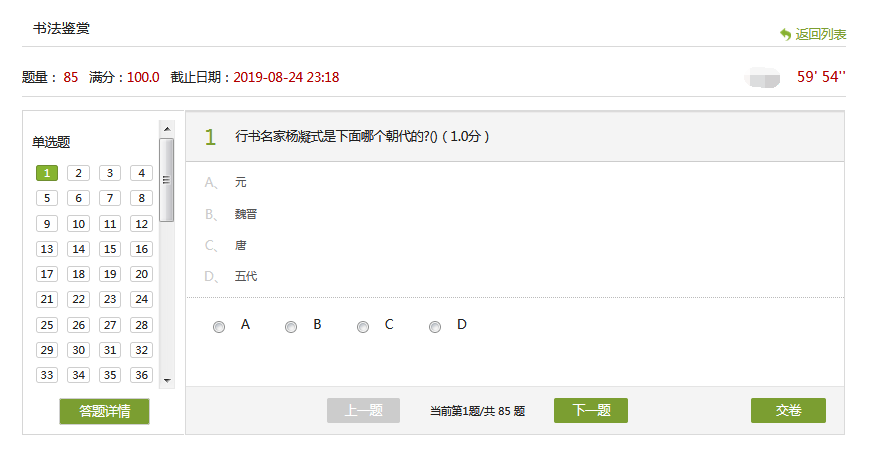 书法鉴赏
返回列表
题量： 85 满分：100.0 截止日期：2019-08-24 23:18
59' 54''
单选题
1 2 3 4
5 6 7 8
9 10 11 12
13 14 15 16
17 18 19 20
21 22 23 24
25 26 27 28
29 30 31 32
33 34 35 36
答题详情
1 行书名家杨凝式是下面哪个朝代的?()（1.0分）
A、 元
B、 魏晋
C、 唐
D、 五代
A B C D
上一题 当前第1题/共 85 题 下一题 交卷